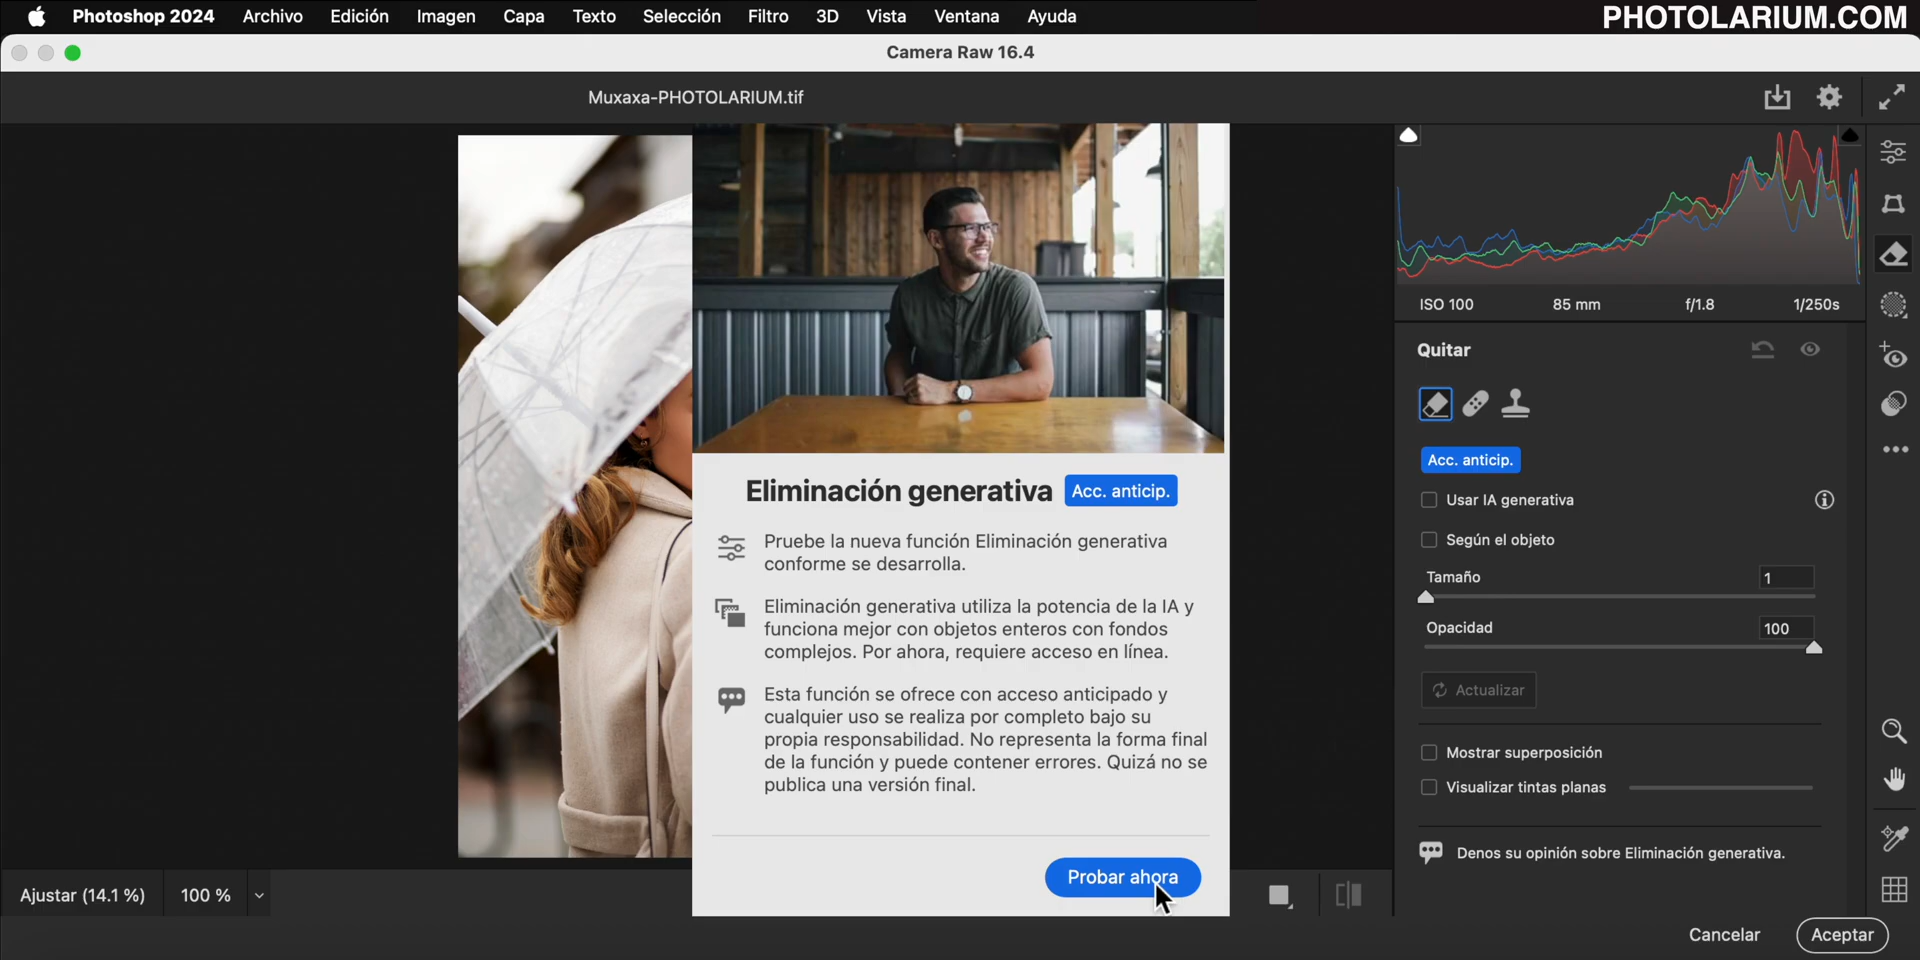 Photoshop 2024 Archivo Edición Imagen Capa Texto Selección Filtro 3D Vista Ventana Ayuda
PHOTOLARIUM.COM
Camera Raw 16.4
Muxaxa-PHOTOLARIUM.tif
ISO 100 85 mm f/1.8 1/250s
Quitar
Acc. anticip.
Usar IA generativa
Según el objeto
Tamaño 1
Opacidad 100
Actualizar
Mostrar superposición
Visualizar tintas planas
Denos su opinión sobre Eliminación generativa.
Eliminación generativa Acc. anticip.
Pruebe la nueva función Eliminación generativa
conforme se desarrolla.
Eliminación generativa utiliza la potencia de la IA y
funciona mejor con objetos enteros con fondos
complejos. Por ahora, requiere acceso en línea.
Esta función se ofrece con acceso anticipado y
cualquier uso se realiza por completo bajo su
propia responsabilidad. No representa la forma final
de la función y puede contener errores. Quizá no se
publica una versión final.
Probar ahora
Ajustar (14.1 %) 100 %
Cancelar Aceptar